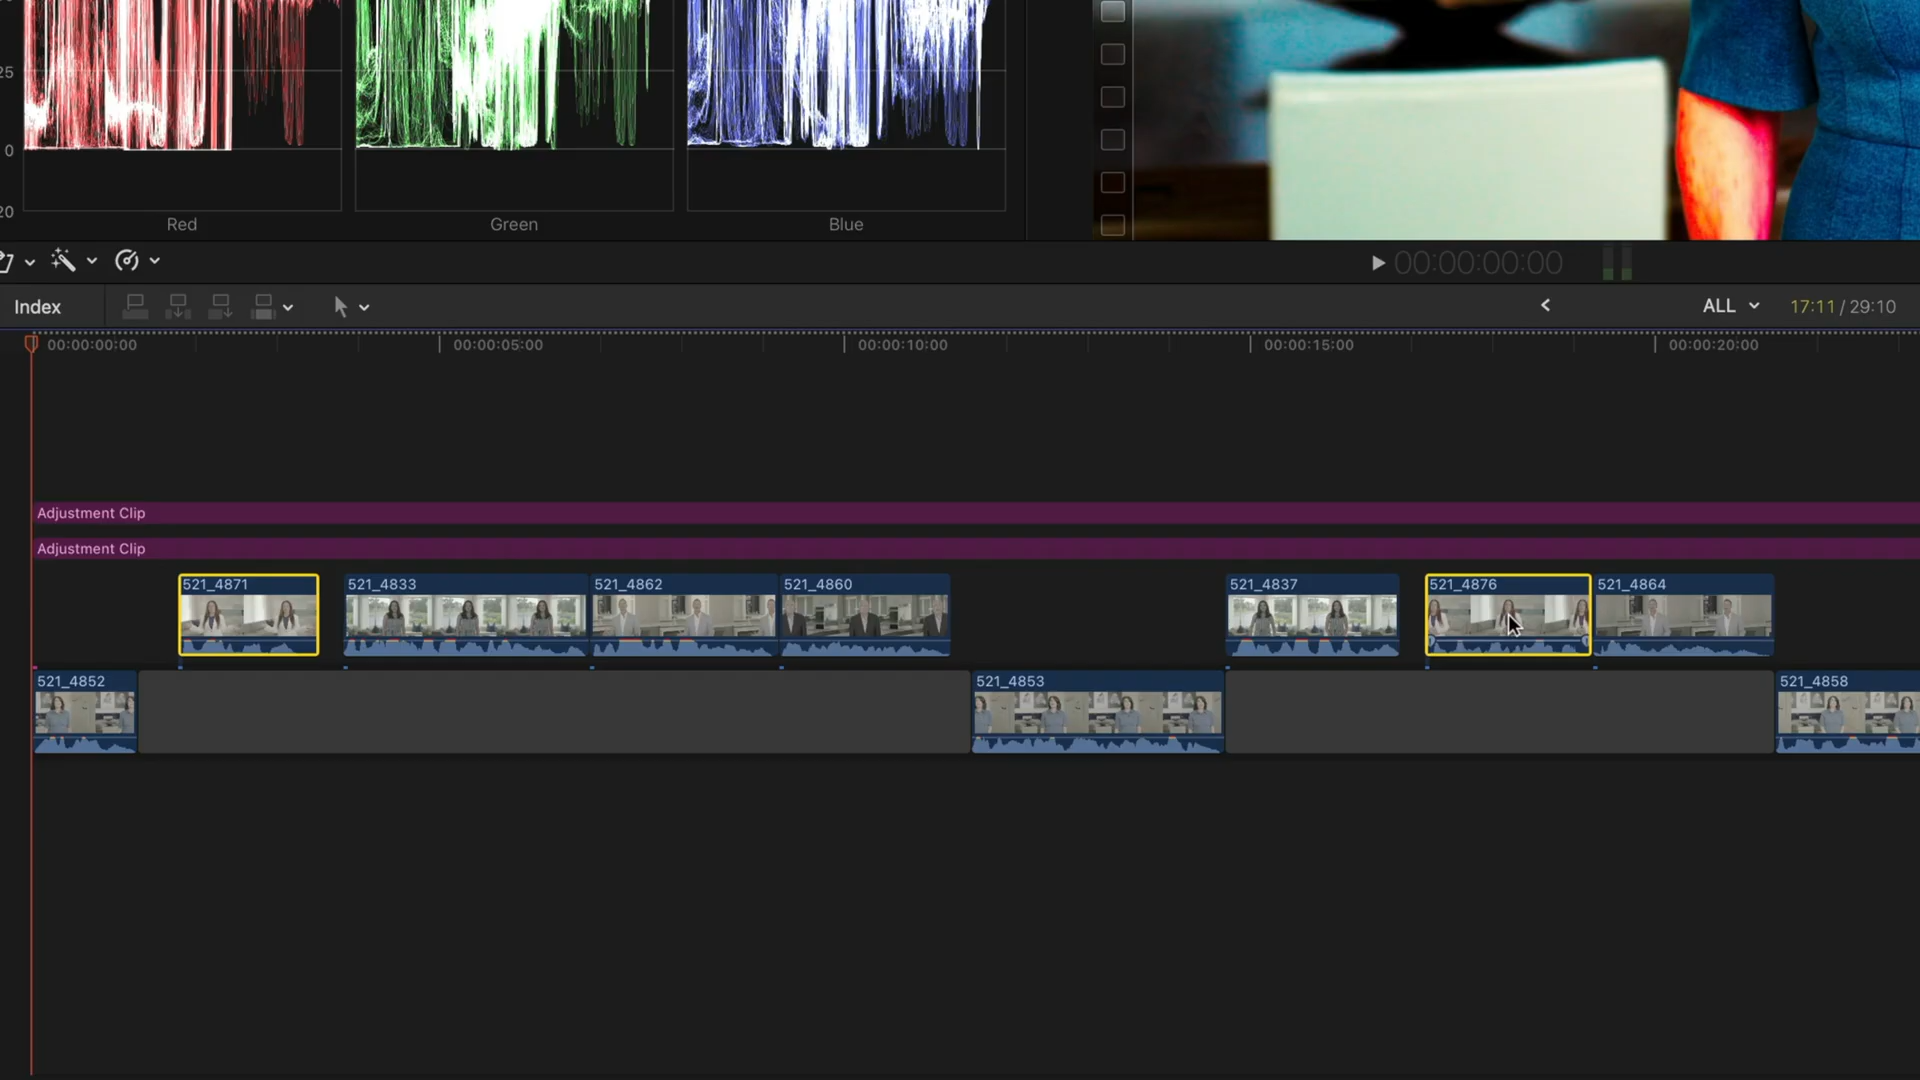 25
0
20
Red Green Blue
00:00:00:00
Index ALL 17:11 / 29:10
00:00:00:00 00:00:05:00 00:00:10:00 00:00:15:00 00:00:20:00
Adjustment Clip
Adjustment Clip
521_4871 521_4833 521_4862 521_4860 521_4837 521_4876 521_4864
521_4852 521_4853 521_4858